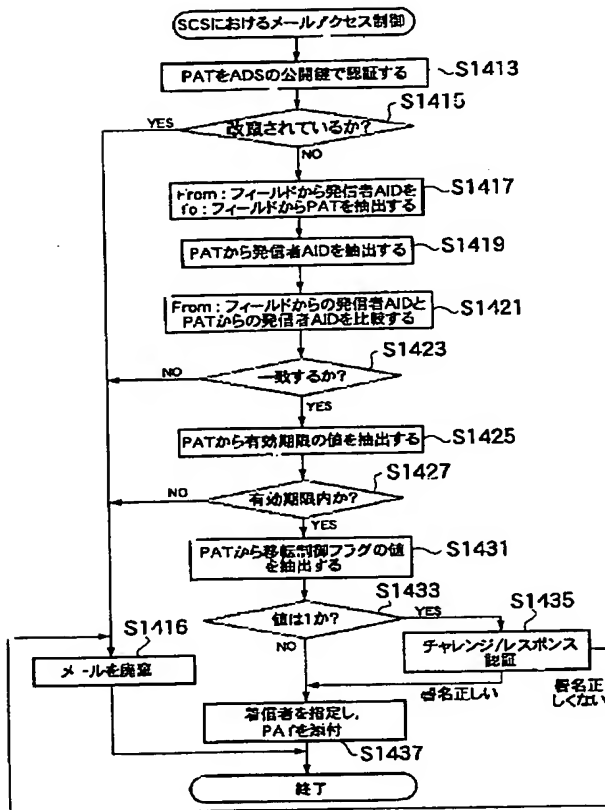 SCSにおけるメールアクセス制御
PATをADSの公開鍵で認証する
S1413
S1415
改竄されているか?
YES
NO
From:フィールドから発信者AIDを
To:フィールドからPATを抽出する
S1417
PATから発信者AIDを抽出する
S1419
From:フィールドからの発信者AIDと
PATからの発信者AIDを比較する
S1421
S1423
一致するか?
NO
YES
PATから有効期限の値を抽出する
S1425
S1427
有効期限内か?
NO
YES
PATから移転制御フラグの値
を抽出する
S1431
S1433
値は1か?
YES
NO
S1435
チャレンジ/レスポンス
認証
S1416
メールを廃棄
署名正しい
署名正
しくない
着信者を指定し,
PATを添付
S1437
終了